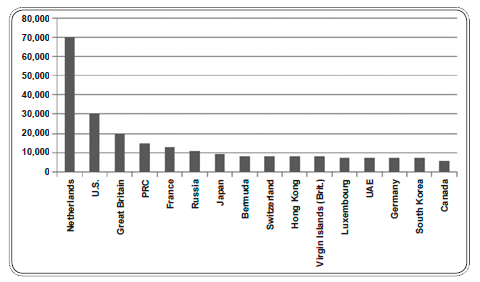 80,000
70,000
60,000
50,000
40,000
30,000
20,000
10,000
0
Netherlands
U.S.
Great Britain
PRC
France
Russia
Japan
Bermuda
Switzerland
Hong Kong
Virgin Islands (Brit.)
Luxembourg
UAE
Germany
South Korea
Canada